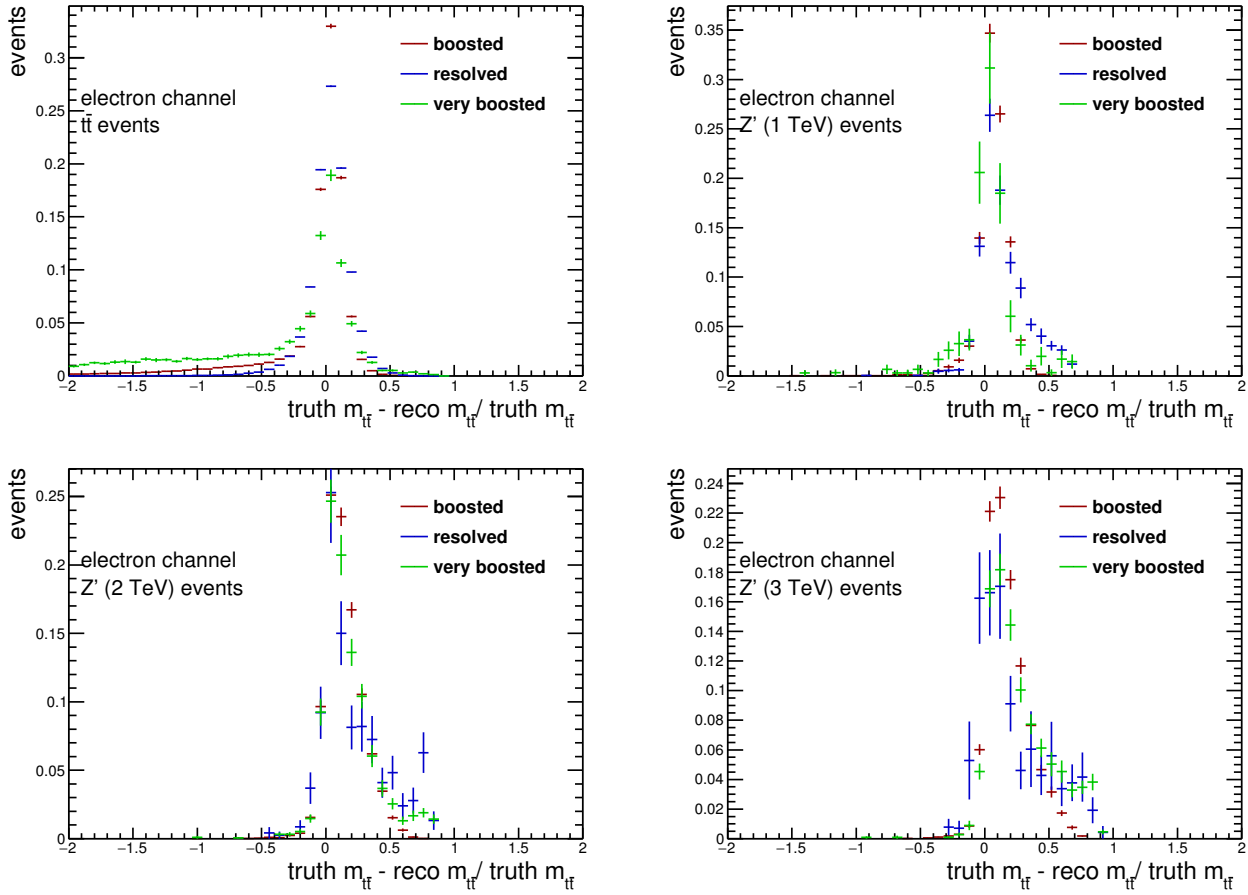 events
0.3
0.2
0.1
0.05
0
−2 −1.5 −1 −0.5 0 0.5 1 1.5 2
boosted
resolved
very boosted
electron channel
tt̄ events
truth m_tt̄ - reco m_tt̄/ truth m_tt̄
events
0.35
0.3
0.25
0.2
0.15
0.1
0.05
0
−2 −1.5 −1 −0.5 0 0.5 1 1.5 2
boosted
resolved
very boosted
electron channel
Z' (1 TeV) events
truth m_tt̄ - reco m_tt̄/ truth m_tt̄
events
0.25
0.2
0.15
0.1
0.05
0
−2 −1.5 −1 −0.5 0 0.5 1 1.5 2
boosted
resolved
very boosted
electron channel
Z' (2 TeV) events
truth m_tt̄ - reco m_tt̄/ truth m_tt̄
events
0.24
0.22
0.2
0.18
0.16
0.14
0.12
0.1
0.08
0.06
0.04
0.02
0
−2 −1.5 −1 −0.5 0 0.5 1 1.5 2
boosted
resolved
very boosted
electron channel
Z' (3 TeV) events
truth m_tt̄ - reco m_tt̄/ truth m_tt̄